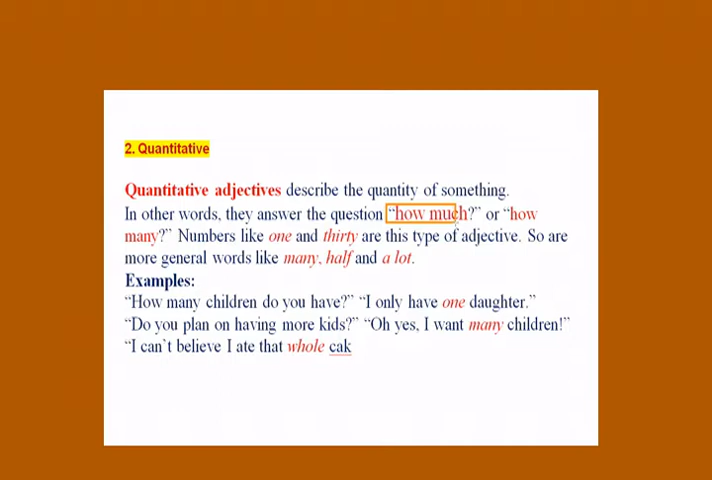 2. Quantitative
Quantitative adjectives describe the quantity of something.
In other words, they answer the question “how much?” or “how
many?” Numbers like one and thirty are this type of adjective. So are
more general words like many, half and a lot.
Examples:
“How many children do you have?” “I only have one daughter.”
“Do you plan on having more kids?” “Oh yes, I want many children!”
“I can`t believe I ate that whole cak